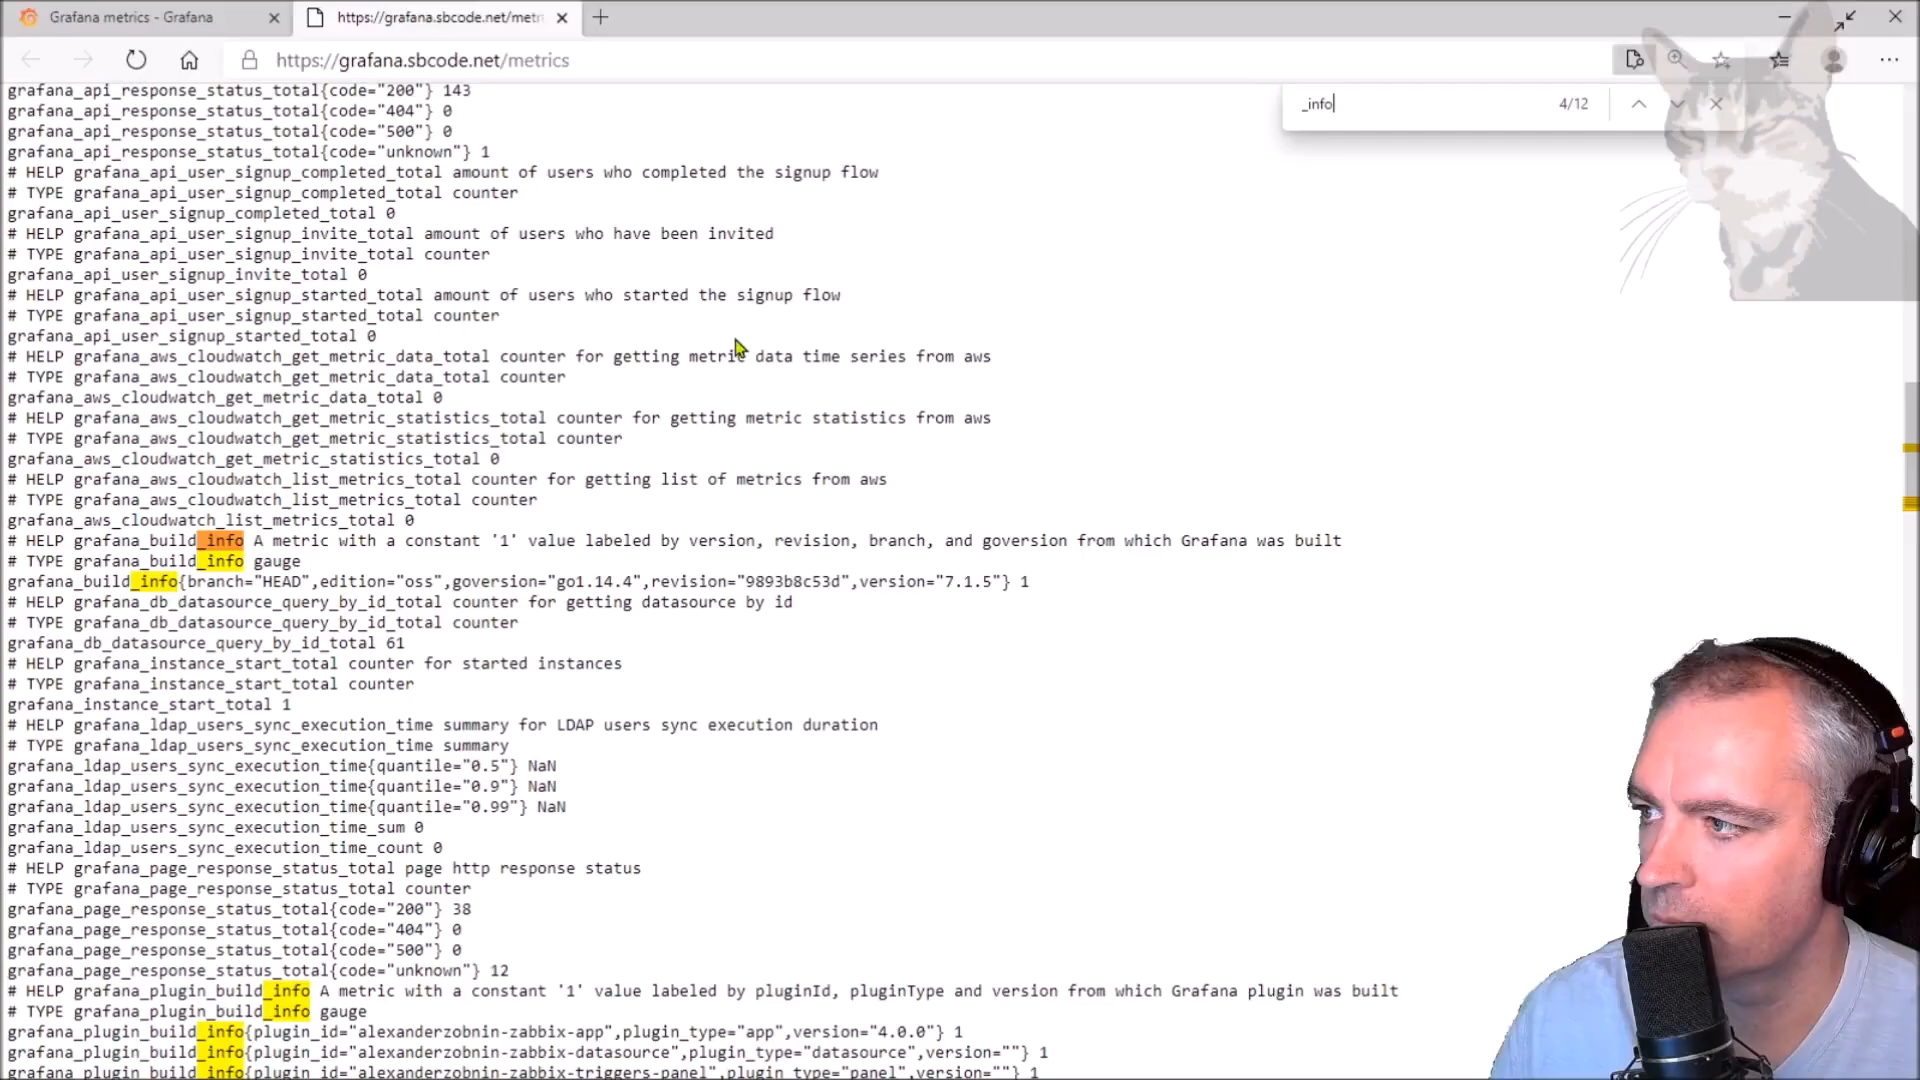 Grafana metrics - Grafana
https://grafana.sbcode.net/metr
https://grafana.sbcode.net/metrics
_info
4/12
grafana_api_response_status_total{code="200"} 143
grafana_api_response_status_total{code="404"} 0
grafana_api_response_status_total{code="500"} 0
grafana_api_response_status_total{code="unknown"} 1
# HELP grafana_api_user_signup_completed_total amount of users who completed the signup flow
# TYPE grafana_api_user_signup_completed_total counter
grafana_api_user_signup_completed_total 0
# HELP grafana_api_user_signup_invite_total amount of users who have been invited
# TYPE grafana_api_user_signup_invite_total counter
grafana_api_user_signup_invite_total 0
# HELP grafana_api_user_signup_started_total amount of users who started the signup flow
# TYPE grafana_api_user_signup_started_total counter
grafana_api_user_signup_started_total 0
# HELP grafana_aws_cloudwatch_get_metric_data_total counter for getting metric data time series from aws
# TYPE grafana_aws_cloudwatch_get_metric_data_total counter
grafana_aws_cloudwatch_get_metric_data_total 0
# HELP grafana_aws_cloudwatch_get_metric_statistics_total counter for getting metric statistics from aws
# TYPE grafana_aws_cloudwatch_get_metric_statistics_total counter
grafana_aws_cloudwatch_get_metric_statistics_total 0
# HELP grafana_aws_cloudwatch_list_metrics_total counter for getting list of metrics from aws
# TYPE grafana_aws_cloudwatch_list_metrics_total counter
grafana_aws_cloudwatch_list_metrics_total 0
# HELP grafana_build_info A metric with a constant '1' value labeled by version, revision, branch, and goversion from which Grafana was built
# TYPE grafana_build_info gauge
grafana_build_info{branch="HEAD",edition="oss",goversion="go1.14.4",revision="9893b8c53d",version="7.1.5"} 1
# HELP grafana_db_datasource_query_by_id_total counter for getting datasource by id
# TYPE grafana_db_datasource_query_by_id_total counter
grafana_db_datasource_query_by_id_total 61
# HELP grafana_instance_start_total counter for started instances
# TYPE grafana_instance_start_total counter
grafana_instance_start_total 1
# HELP grafana_ldap_users_sync_execution_time summary for LDAP users sync execution duration
# TYPE grafana_ldap_users_sync_execution_time summary
grafana_ldap_users_sync_execution_time{quantile="0.5"} NaN
grafana_ldap_users_sync_execution_time{quantile="0.9"} NaN
grafana_ldap_users_sync_execution_time{quantile="0.99"} NaN
grafana_ldap_users_sync_execution_time_sum 0
grafana_ldap_users_sync_execution_time_count 0
# HELP grafana_page_response_status_total page http response status
# TYPE grafana_page_response_status_total counter
grafana_page_response_status_total{code="200"} 38
grafana_page_response_status_total{code="404"} 0
grafana_page_response_status_total{code="500"} 0
grafana_page_response_status_total{code="unknown"} 12
# HELP grafana_plugin_build_info A metric with a constant '1' value labeled by pluginId, pluginType and version from which Grafana plugin was built
# TYPE grafana_plugin_build_info gauge
grafana_plugin_build_info{plugin_id="alexanderzobnin-zabbix-app",plugin_type="app",version="4.0.0"} 1
grafana_plugin_build_info{plugin_id="alexanderzobnin-zabbix-datasource",plugin_type="datasource",version=""} 1
grafana_plugin_build_info{plugin_id="alexanderzobnin-zabbix-triggers-panel",plugin_type="panel",version=""} 1